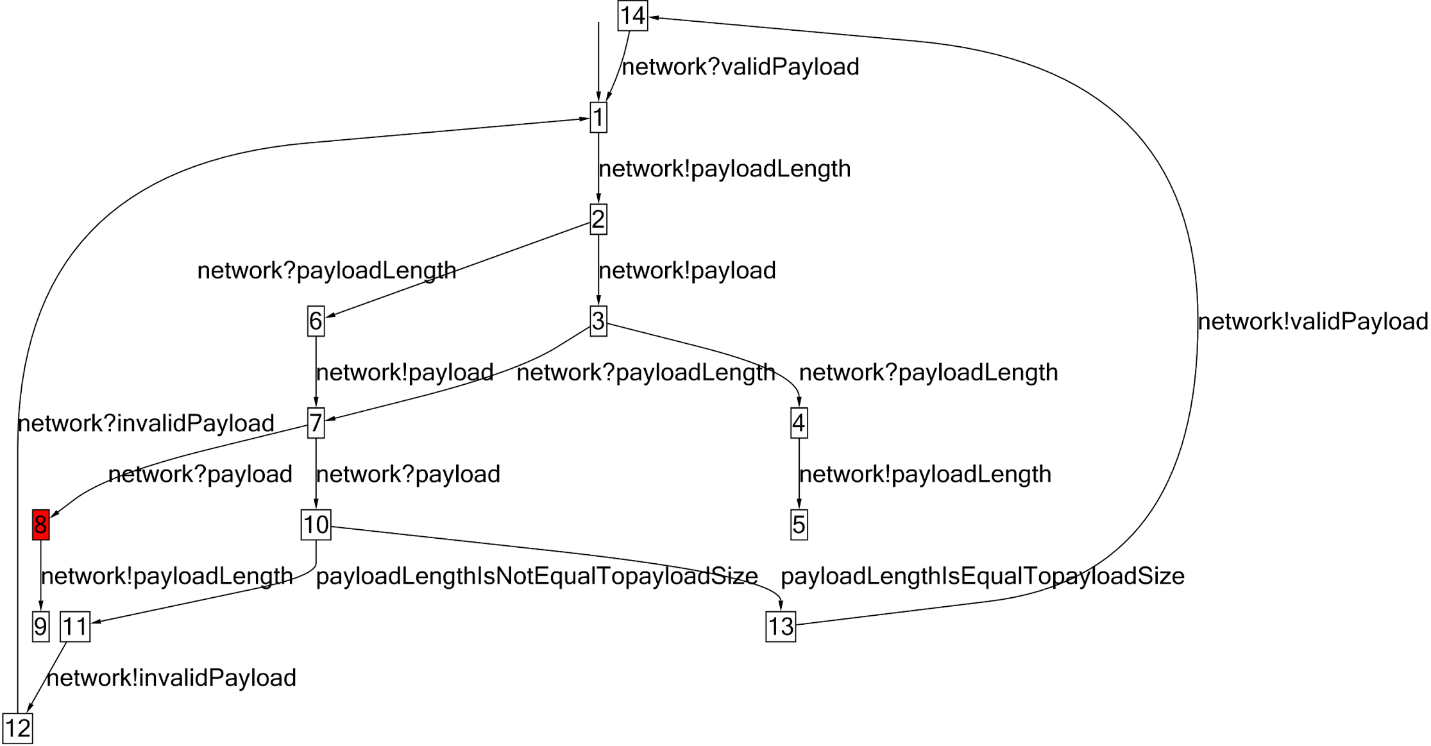 14
network?validPayload
1
network!payloadLength
2
network?payloadLength
network!payload
6
3
network!validPayload
network!payload
network?payloadLength
network?payloadLength
network?invalidPayload
7
4
network?payload
network?payload
network!payloadLength
8
10
5
network!payloadLength
payloadLengthIsNotEqualTopayloadSize
payloadLengthIsEqualTopayloadSize
9
11
13
network!invalidPayload
12